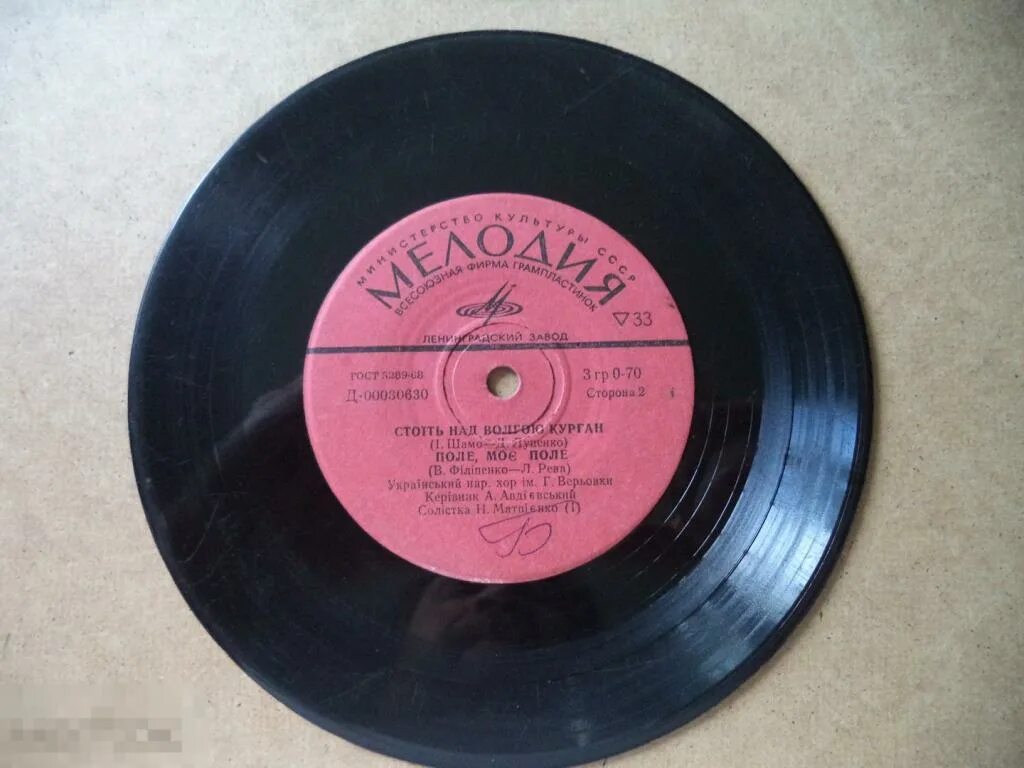 МИНИСТЕРСТВО КУЛЬТУРЫ СССР
МЕЛОДИЯ
ВСЕСОЮЗНАЯ ФИРМА ГРАМПЛАСТИНОК
▽33
ЛЕНИНГРАДСКИЙ ЗАВОД
ГОСТ 5289-68
3 гр 0-70
Д-00030630
Сторона 2
СТОЇТЬ НАД ВОЛГОЮ КУРГАН
(І. Шамо—Д. Луценко)
ПОЛЕ, МОЄ ПОЛЕ
(В. Філіпенко—Л. Рева)
Український нар. хор ім. Г. Верьовки
Керівник А. Авдієвський
Солістка Н. Матвієнко (1)